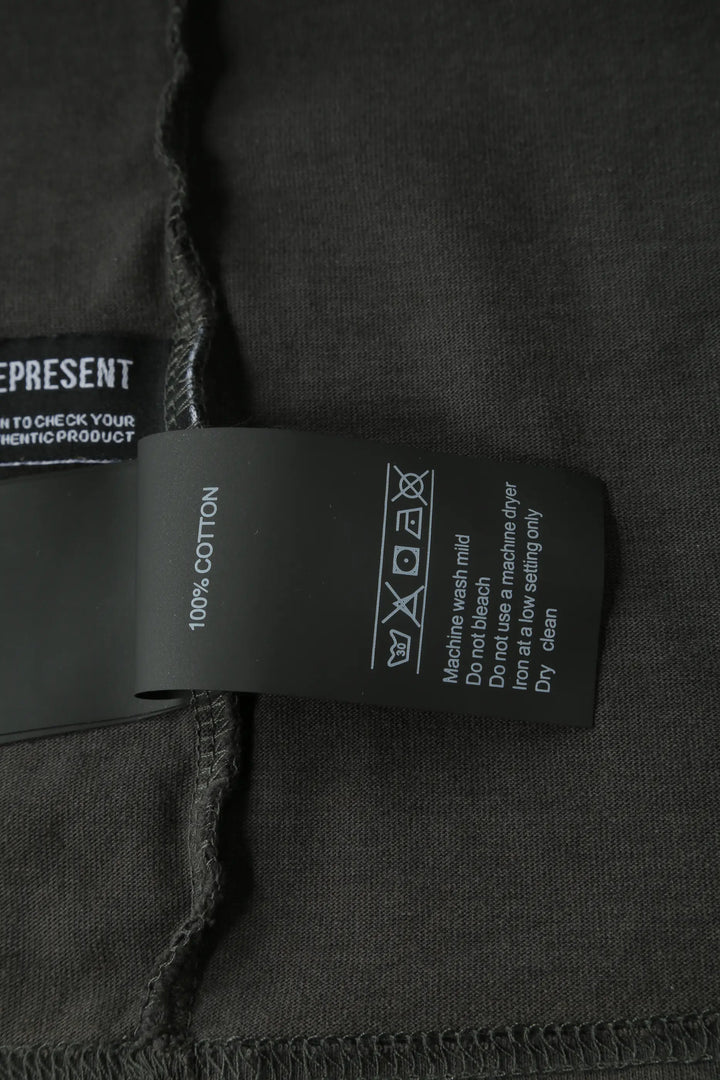 EPRESENT
N TO CHECK YOUR
HENTIC PRODUCT
100% COTTON
30
Machine wash mild
Do not bleach
Do not use a machine dryer
Iron at a low setting only
Dry clean